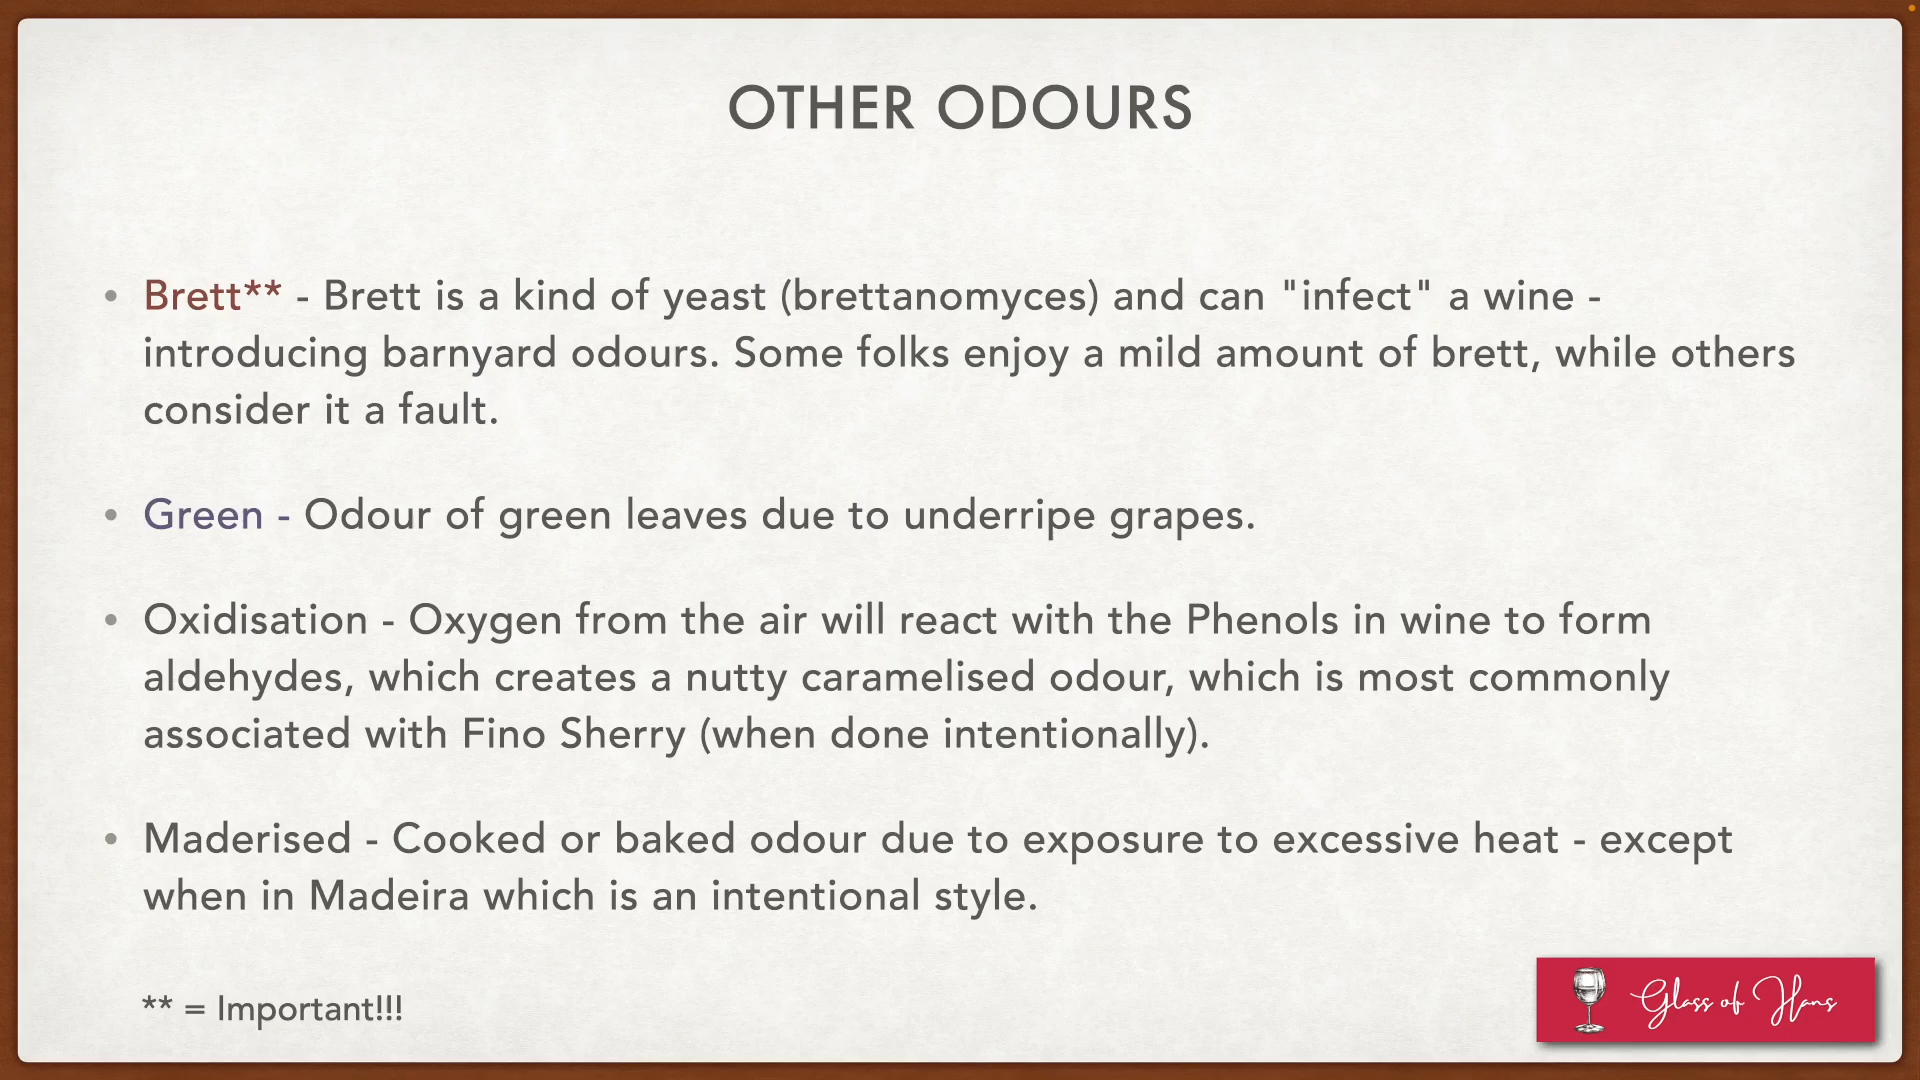 OTHER ODOURS
• Brett** - Brett is a kind of yeast (brettanomyces) and can "infect" a wine -
introducing barnyard odours. Some folks enjoy a mild amount of brett, while others
consider it a fault.
• Green - Odour of green leaves due to underripe grapes.
• Oxidisation - Oxygen from the air will react with the Phenols in wine to form
aldehydes, which creates a nutty caramelised odour, which is most commonly
associated with Fino Sherry (when done intentionally).
• Maderised - Cooked or baked odour due to exposure to excessive heat - except
when in Madeira which is an intentional style.
** = Important!!!
Glass of Hans